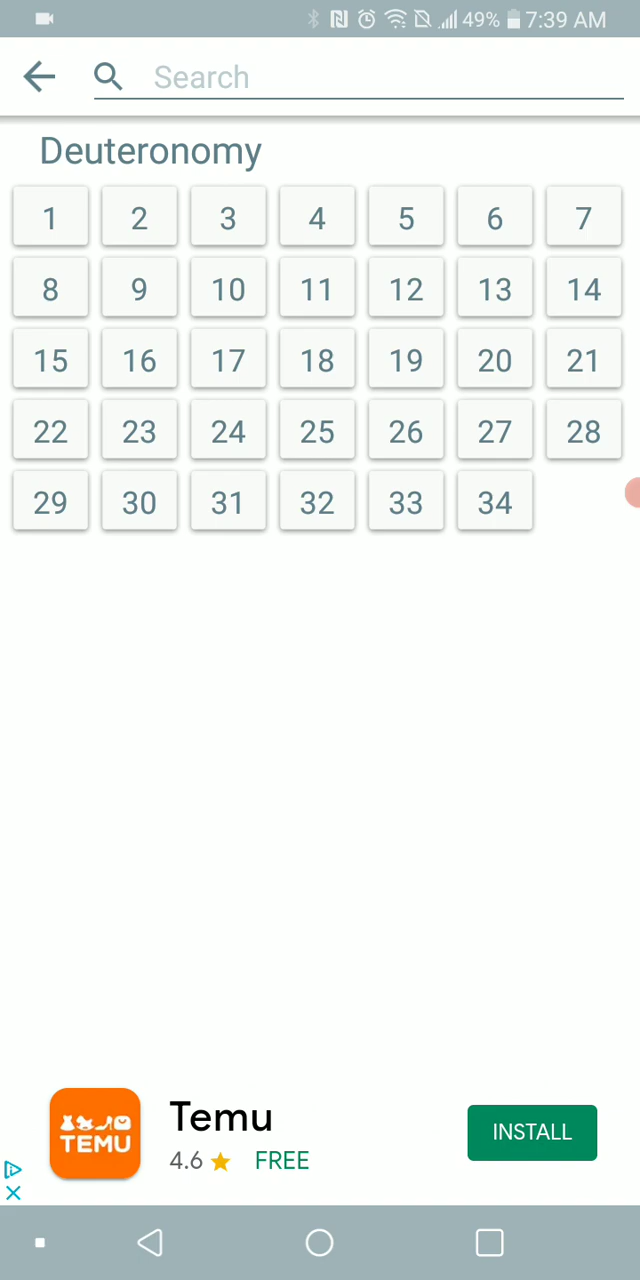 49% 7:39 AM
Search
Deuteronomy
1 2 3 4 5 6 7
8 9 10 11 12 13 14
15 16 17 18 19 20 21
22 23 24 25 26 27 28
29 30 31 32 33 34
TEMU
Temu
4.6 FREE
INSTALL